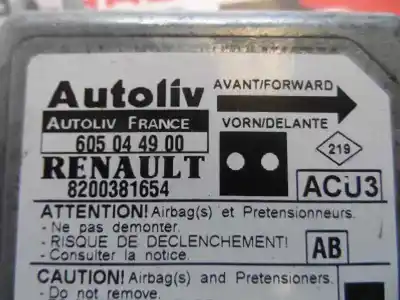 Autoliv
AVANT/FORWARD
AUTOLIV FRANCE
VORN/DELANTE
605 04 49 00
219
RENAULT
8200381654
ACU3
ATTENTION! Airbag(s) et Pretensionneurs.
- Ne pas demonter.
- RISQUE DE DECLENCHEMENT!
AB
- Consulter la notice.
CAUTION! Airbag(s) and Pretensioners.
- Do not remove.